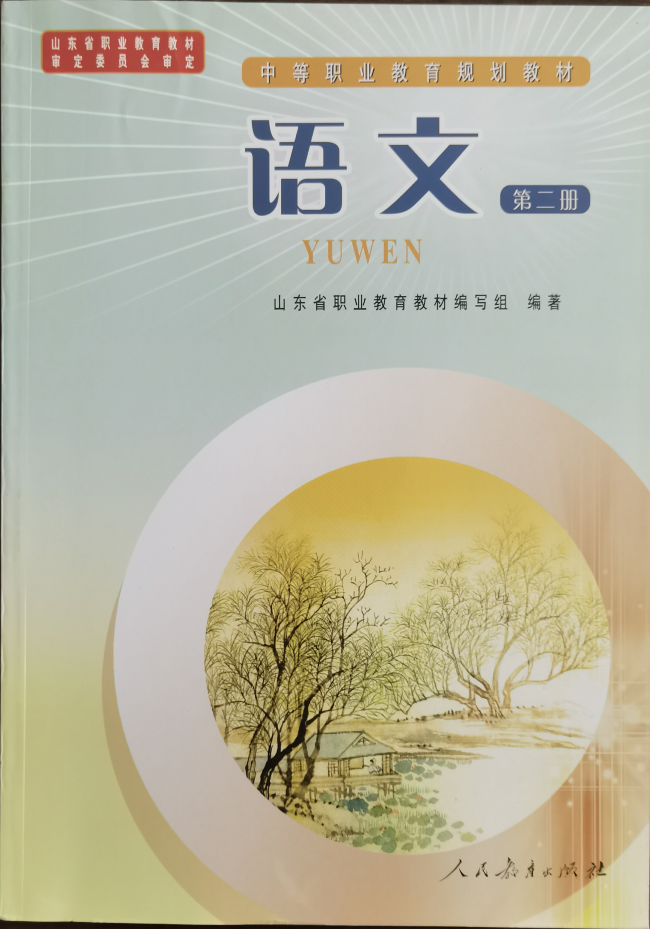 山东省职业教育教材
审定委员会审定
中等职业教育规划教材
语文
第二册
YUWEN
山东省职业教育教材编写组 编著
人民教育出版社